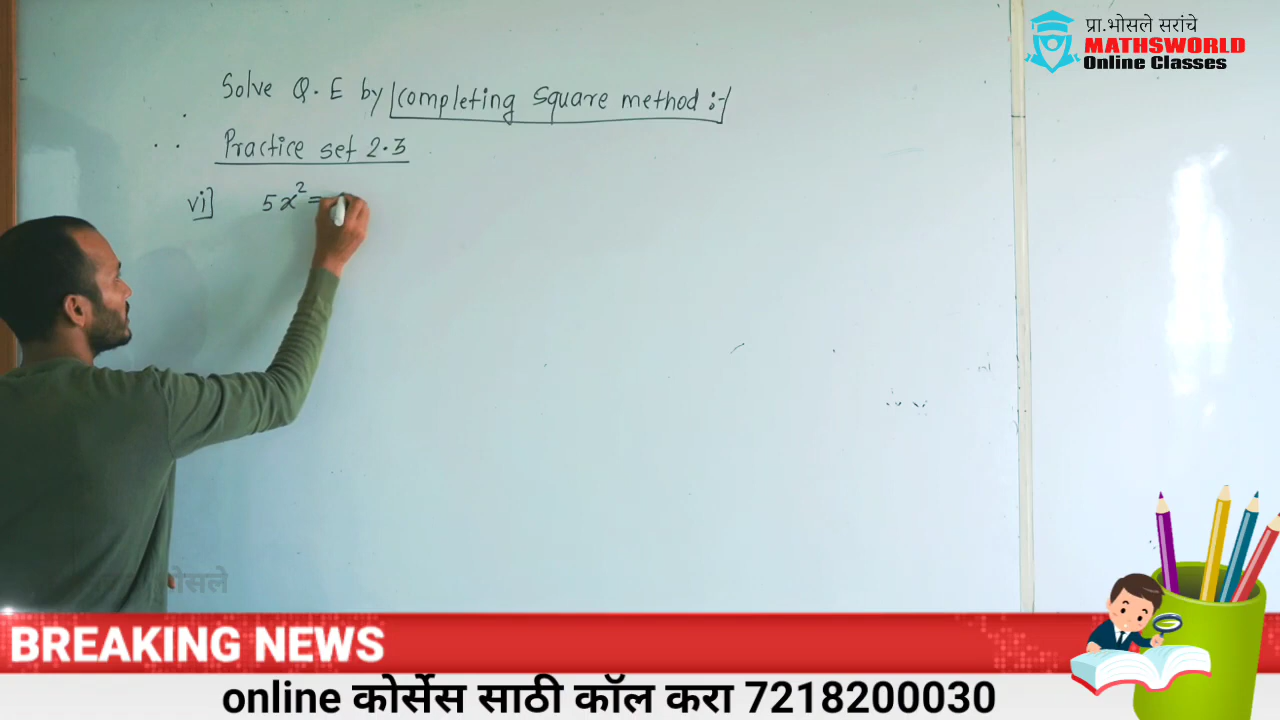 प्रा.भोसले सरांचे
MATHSWORLD
Online Classes
Solve Q.E by completing square method :-
Practice set 2.3
vi] 5x²=
भोसले
BREAKING NEWS
online कोर्सेस साठी कॉल करा 7218200030